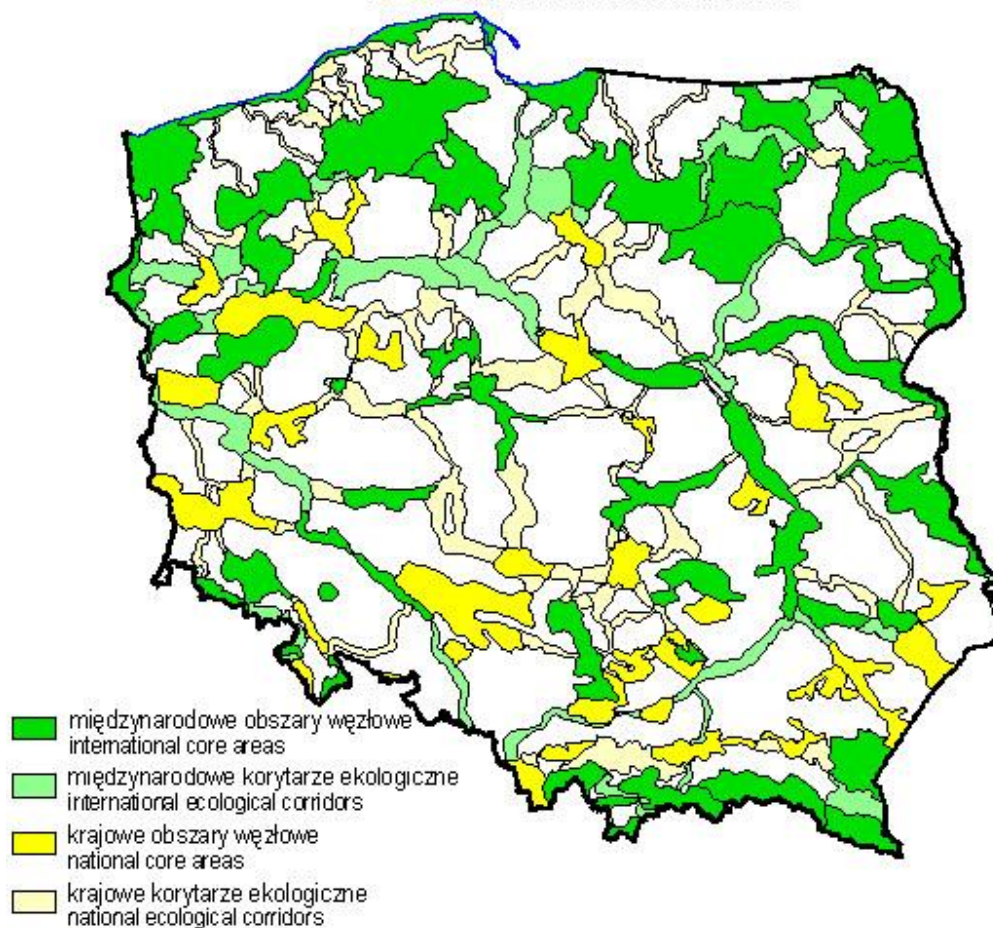 międzynarodowe obszary węzłowe
international core areas
międzynarodowe korytarze ekologiczne
international ecological corridors
krajowe obszary węzłowe
national core areas
krajowe korytarze ekologiczne
national ecological corridors